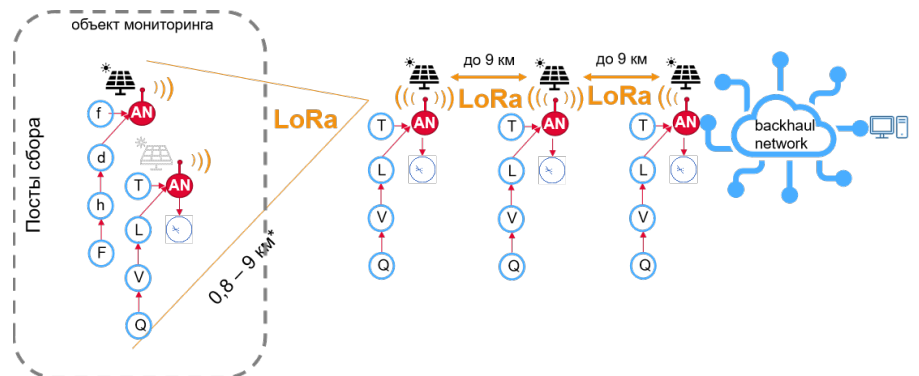 объект мониторинга
Посты сбора
f
AN
d
h
F
T
AN
L
V
Q
LoRa
0,8 – 9 км*
до 9 км
до 9 км
LoRa
LoRa
T
AN
L
V
Q
T
AN
L
V
Q
T
AN
L
V
Q
backhaul
network